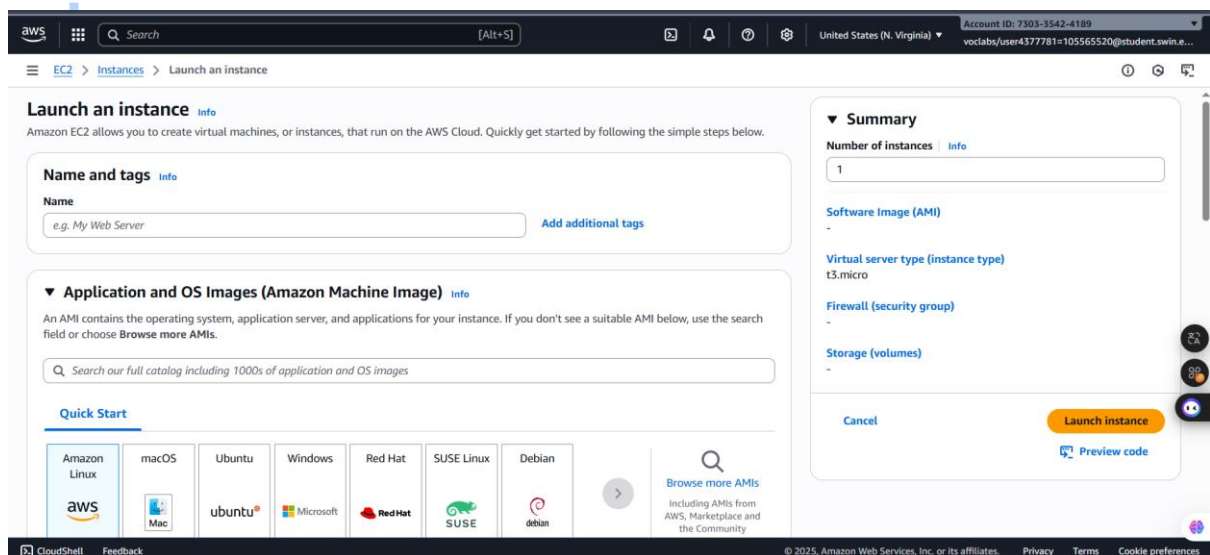 aws
Search [Alt+S]
United States (N. Virginia)
Account ID: 7303-3542-4189
voclabs/user4377781=105565520@student.swin.e...
EC2 > Instances > Launch an instance
Launch an instance Info
Amazon EC2 allows you to create virtual machines, or instances, that run on the AWS Cloud. Quickly get started by following the simple steps below.
Name and tags Info
Name
e.g. My Web Server
Add additional tags
Application and OS Images (Amazon Machine Image) Info
An AMI contains the operating system, application server, and applications for your instance. If you don't see a suitable AMI below, use the search
field or choose Browse more AMIs.
Search our full catalog including 1000s of application and OS images
Quick Start
Amazon
Linux
aws
macOS
Mac
Ubuntu
ubuntu
Windows
Microsoft
Red Hat
RedHat
SUSE Linux
SUSE
Debian
debian
Browse more AMIs
Including AMIs from
AWS, Marketplace and
the Community
Summary
Number of instances Info
1
Software Image (AMI)
-
Virtual server type (instance type)
t3.micro
Firewall (security group)
-
Storage (volumes)
-
Cancel
Launch instance
Preview code
CloudShell Feedback
© 2025, Amazon Web Services, Inc. or its affiliates. Privacy Terms Cookie preferences